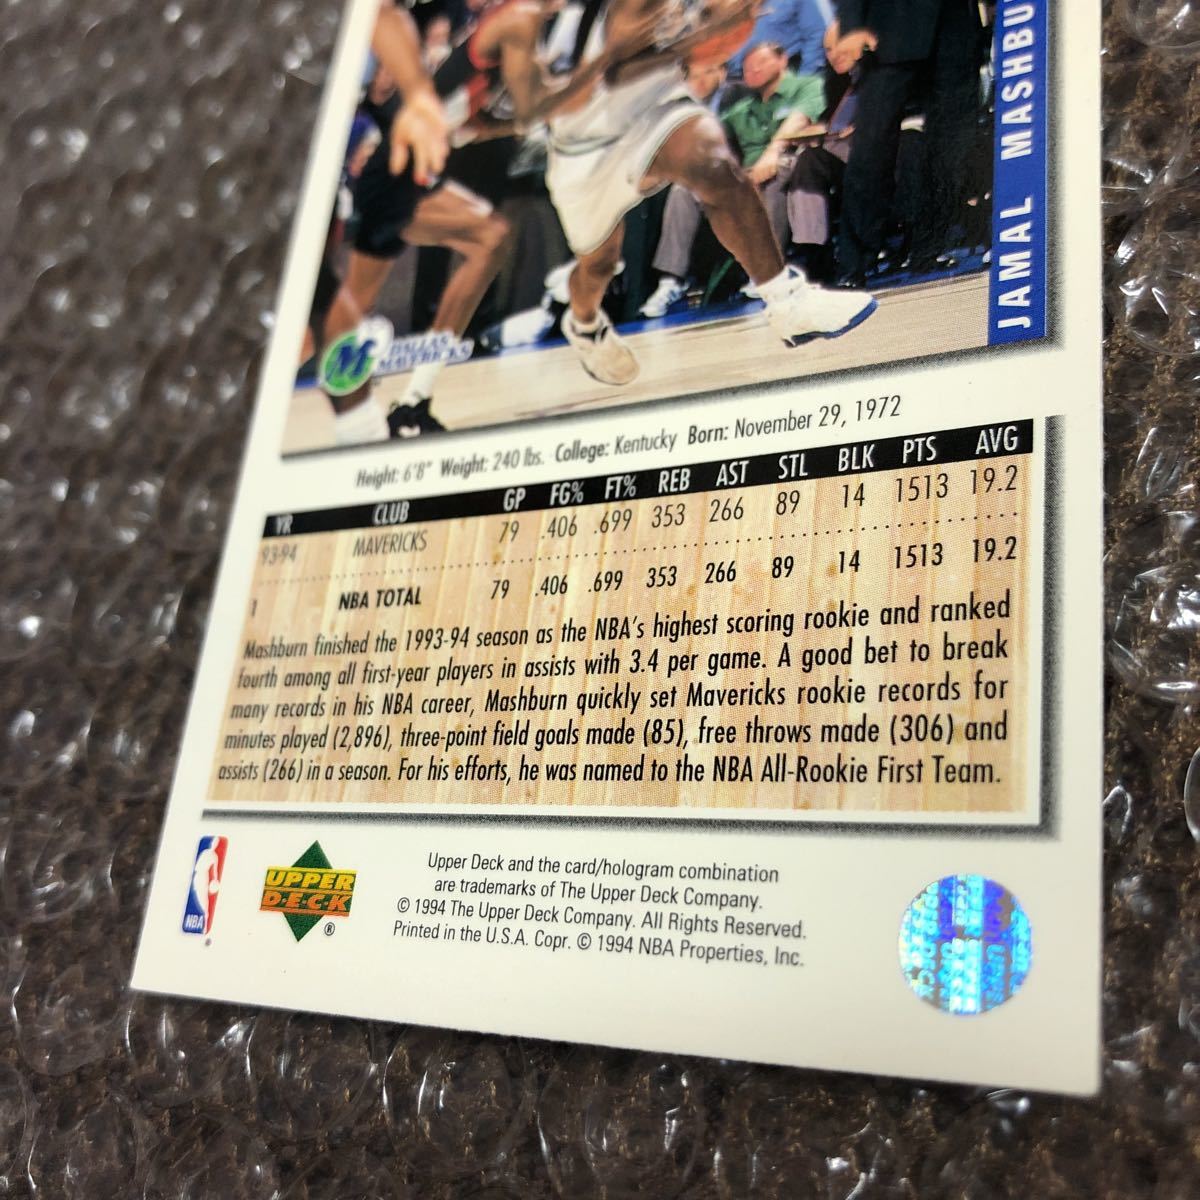 JAMAL MASHBU
M DALLAS
MAVERICKS
Height: 6'8" Weight: 240 lbs. College: Kentucky Born: November 29, 1972
YR CLUB GP FG% FT% REB AST STL BLK PTS AVG
93-94 MAVERICKS 79 .406 .699 353 266 89 14 1513 19.2
1 NBA TOTAL 79 .406 .699 353 266 89 14 1513 19.2
Mashburn finished the 1993-94 season as the NBA's highest scoring rookie and ranked
fourth among all first-year players in assists with 3.4 per game. A good bet to break
many records in his NBA career, Mashburn quickly set Mavericks rookie records for
minutes played (2,896), three-point field goals made (85), free throws made (306) and
assists (266) in a season. For his efforts, he was named to the NBA All-Rookie First Team.
NBA
UPPER
D.E.C.K
®
Upper Deck and the card/hologram combination
are trademarks of The Upper Deck Company.
© 1994 The Upper Deck Company. All Rights Reserved.
Printed in the U.S.A. Copr. © 1994 NBA Properties, Inc.